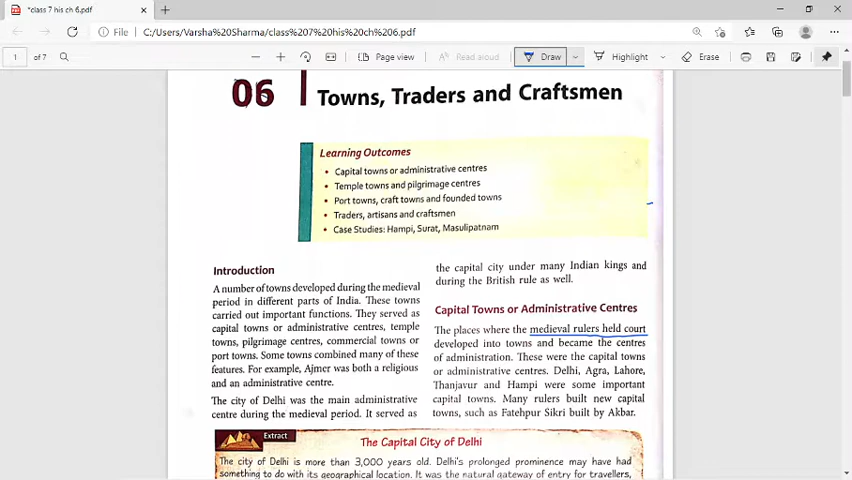 *class 7 his ch 6.pdf
File
C:/Users/Varsha%20Sharma/class%207%20his%20ch%206.pdf
1 of 7
Page view
Read aloud
Draw
Highlight
Erase
06
Towns, Traders and Craftsmen
Learning Outcomes
• Capital towns or administrative centres
• Temple towns and pilgrimage centres
• Port towns, craft towns and founded towns
• Traders, artisans and craftsmen
• Case Studies: Hampi, Surat, Masulipatnam
Introduction
A number of towns developed during the medieval
period in different parts of India. These towns
carried out important functions. They served as
capital towns or administrative centres, temple
towns, pilgrimage centres, commercial towns or
port towns. Some towns combined many of these
features. For example, Ajmer was both a religious
and an administrative centre.
The city of Delhi was the main administrative
centre during the medieval period. It served as
the capital city under many Indian kings and
during the British rule as well.
Capital Towns or Administrative Centres
The places where the medieval rulers held court
developed into towns and became the centres
of administration. These were the capital towns
or administrative centres. Delhi, Agra, Lahore,
Thanjavur and Hampi were some important
capital towns. Many rulers built new capital
towns, such as Fatehpur Sikri built by Akbar.
Extract
The Capital City of Delhi
The city of Delhi is more than 3,000 years old. Delhi's prolonged prominence may have had
something to do with its geographical location. It was the natural gateway of entry for travellers,